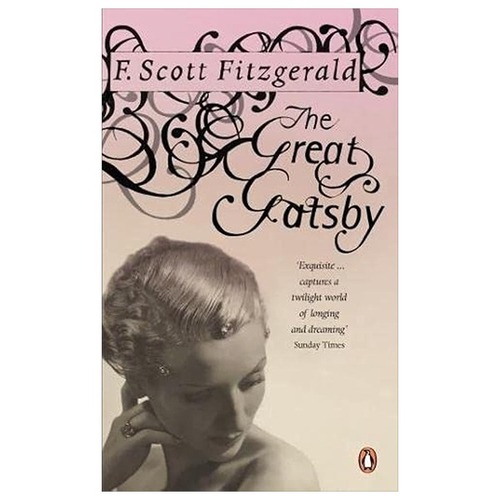 F. Scott Fitzgerald
The
Great
Gatsby
‘Exquisite ...
captures a
twilight world
of longing
and dreaming’
Sunday Times